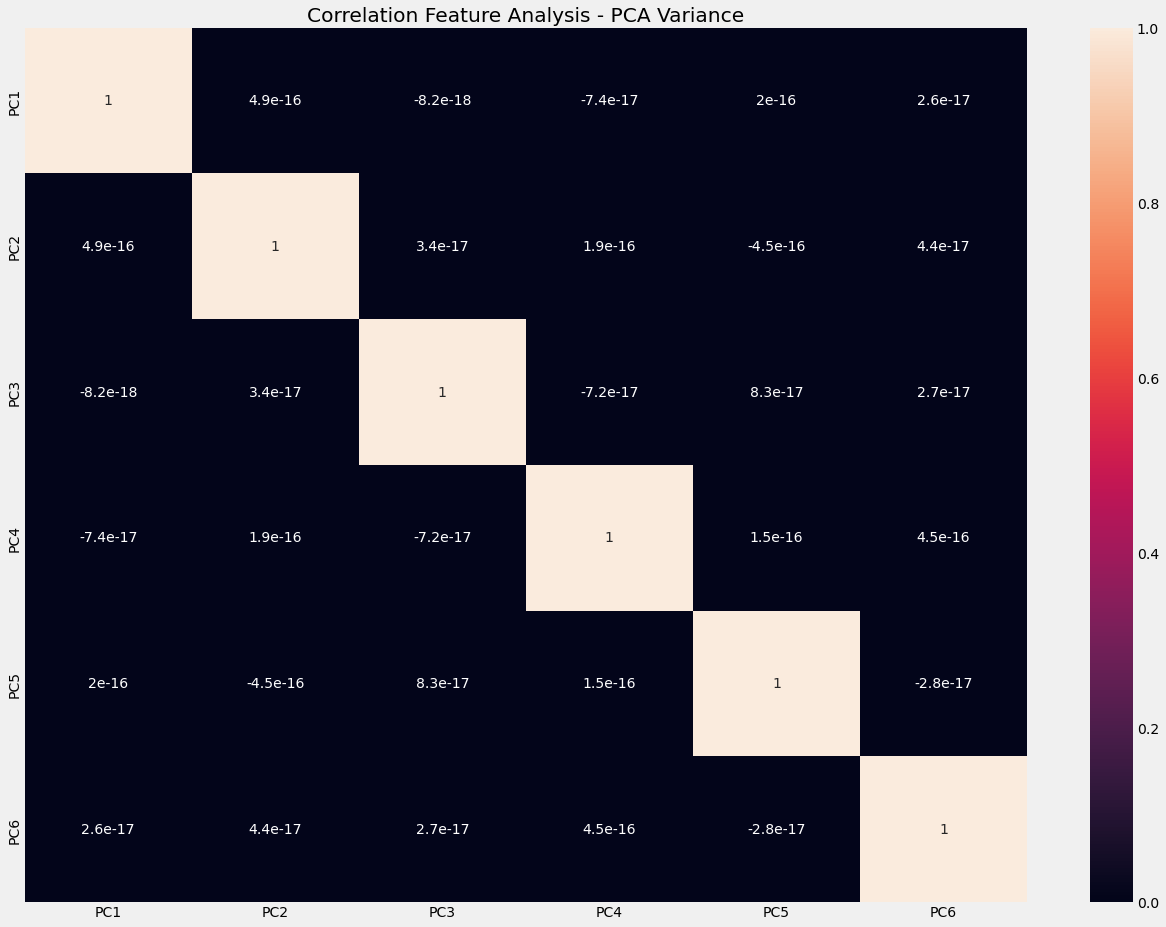 Correlation Feature Analysis - PCA Variance
PC1 1 4.9e-16 -8.2e-18 -7.4e-17 2e-16 2.6e-17
PC2 4.9e-16 1 3.4e-17 1.9e-16 -4.5e-16 4.4e-17
PC3 -8.2e-18 3.4e-17 1 -7.2e-17 8.3e-17 2.7e-17
PC4 -7.4e-17 1.9e-16 -7.2e-17 1 1.5e-16 4.5e-16
PC5 2e-16 -4.5e-16 8.3e-17 1.5e-16 1 -2.8e-17
PC6 2.6e-17 4.4e-17 2.7e-17 4.5e-16 -2.8e-17 1
PC1 PC2 PC3 PC4 PC5 PC6
1.0
0.8
0.6
0.4
0.2
0.0